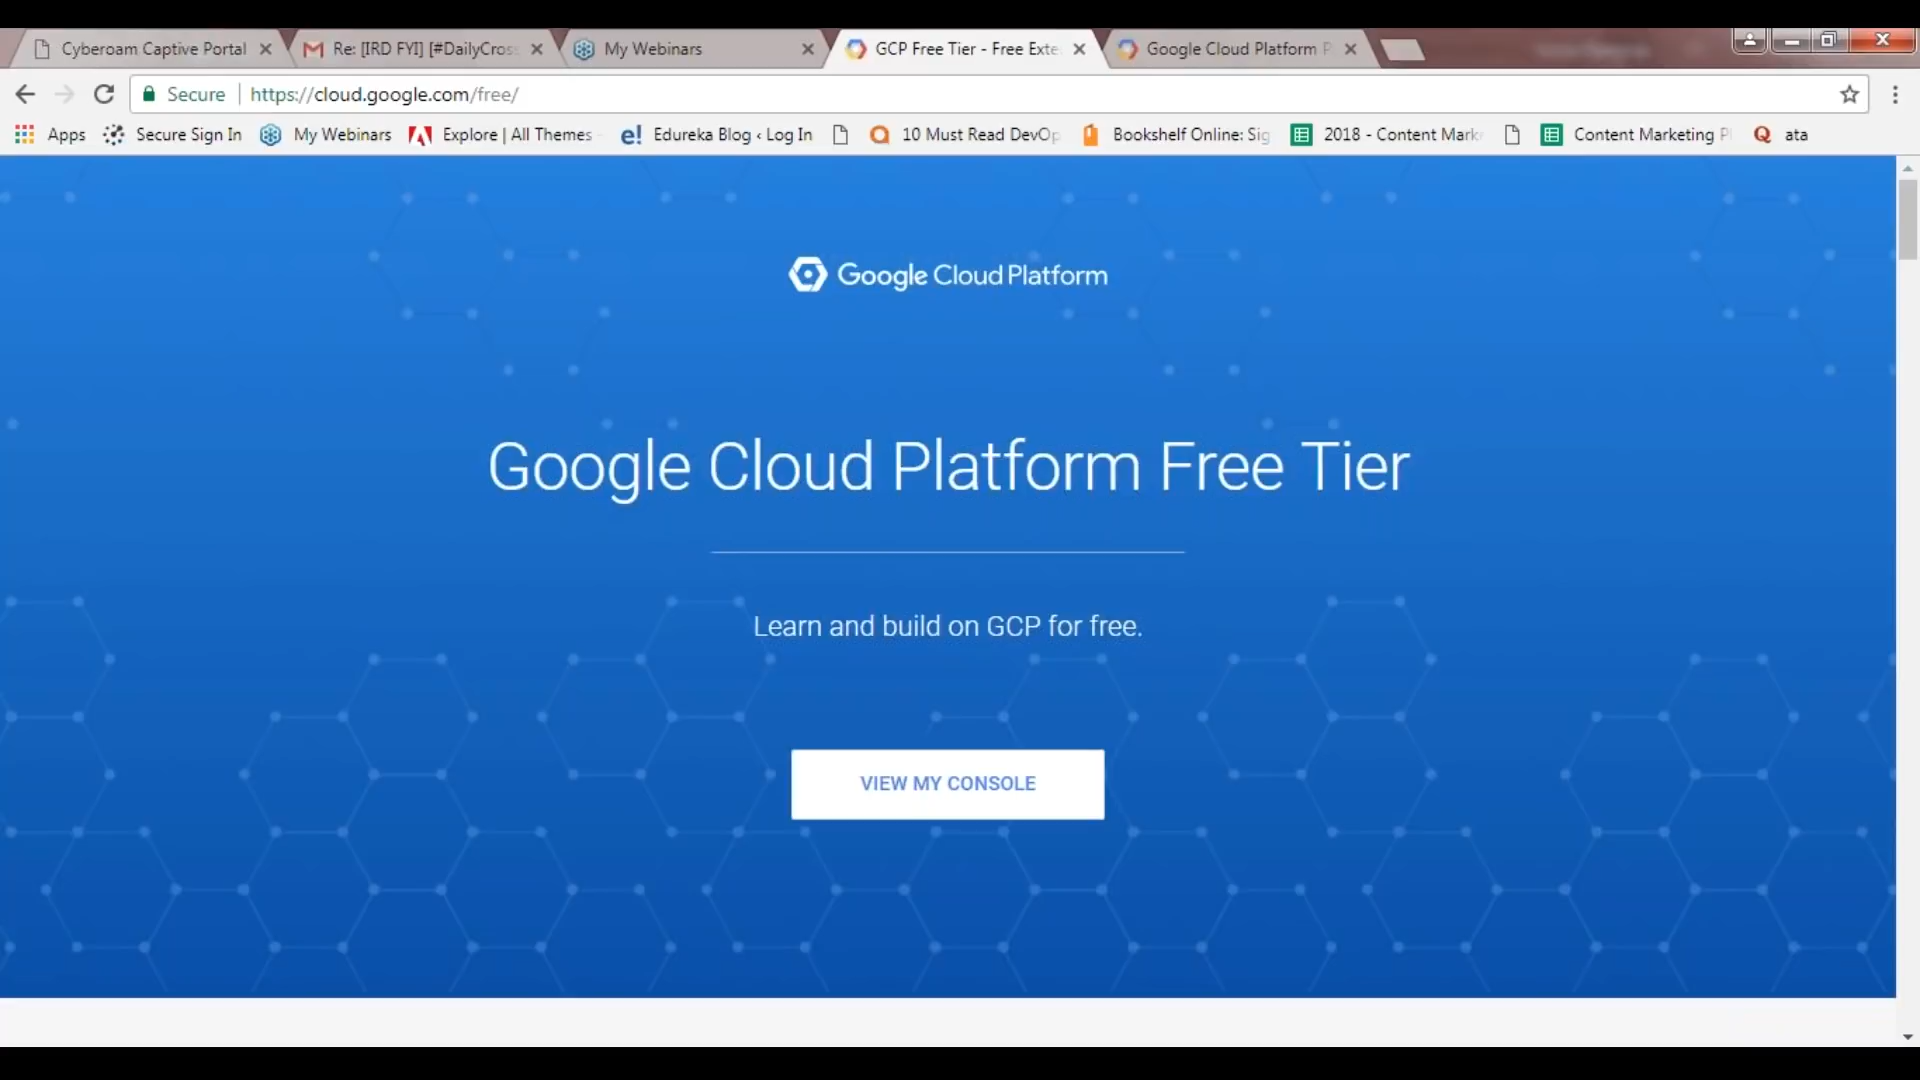 Cyberoam Captive Portal
Re: [IRD FYI] [#DailyCros
My Webinars
GCP Free Tier - Free Exte
Google Cloud Platform P
Secure
https://cloud.google.com/free/
Apps
Secure Sign In
My Webinars
Explore | All Themes
e!
Edureka Blog ‹ Log In
10 Must Read DevOp
Bookshelf Online: Sig
2018 - Content Mark
Content Marketing P
ata
Google Cloud Platform
Google Cloud Platform Free Tier
Learn and build on GCP for free.
VIEW MY CONSOLE